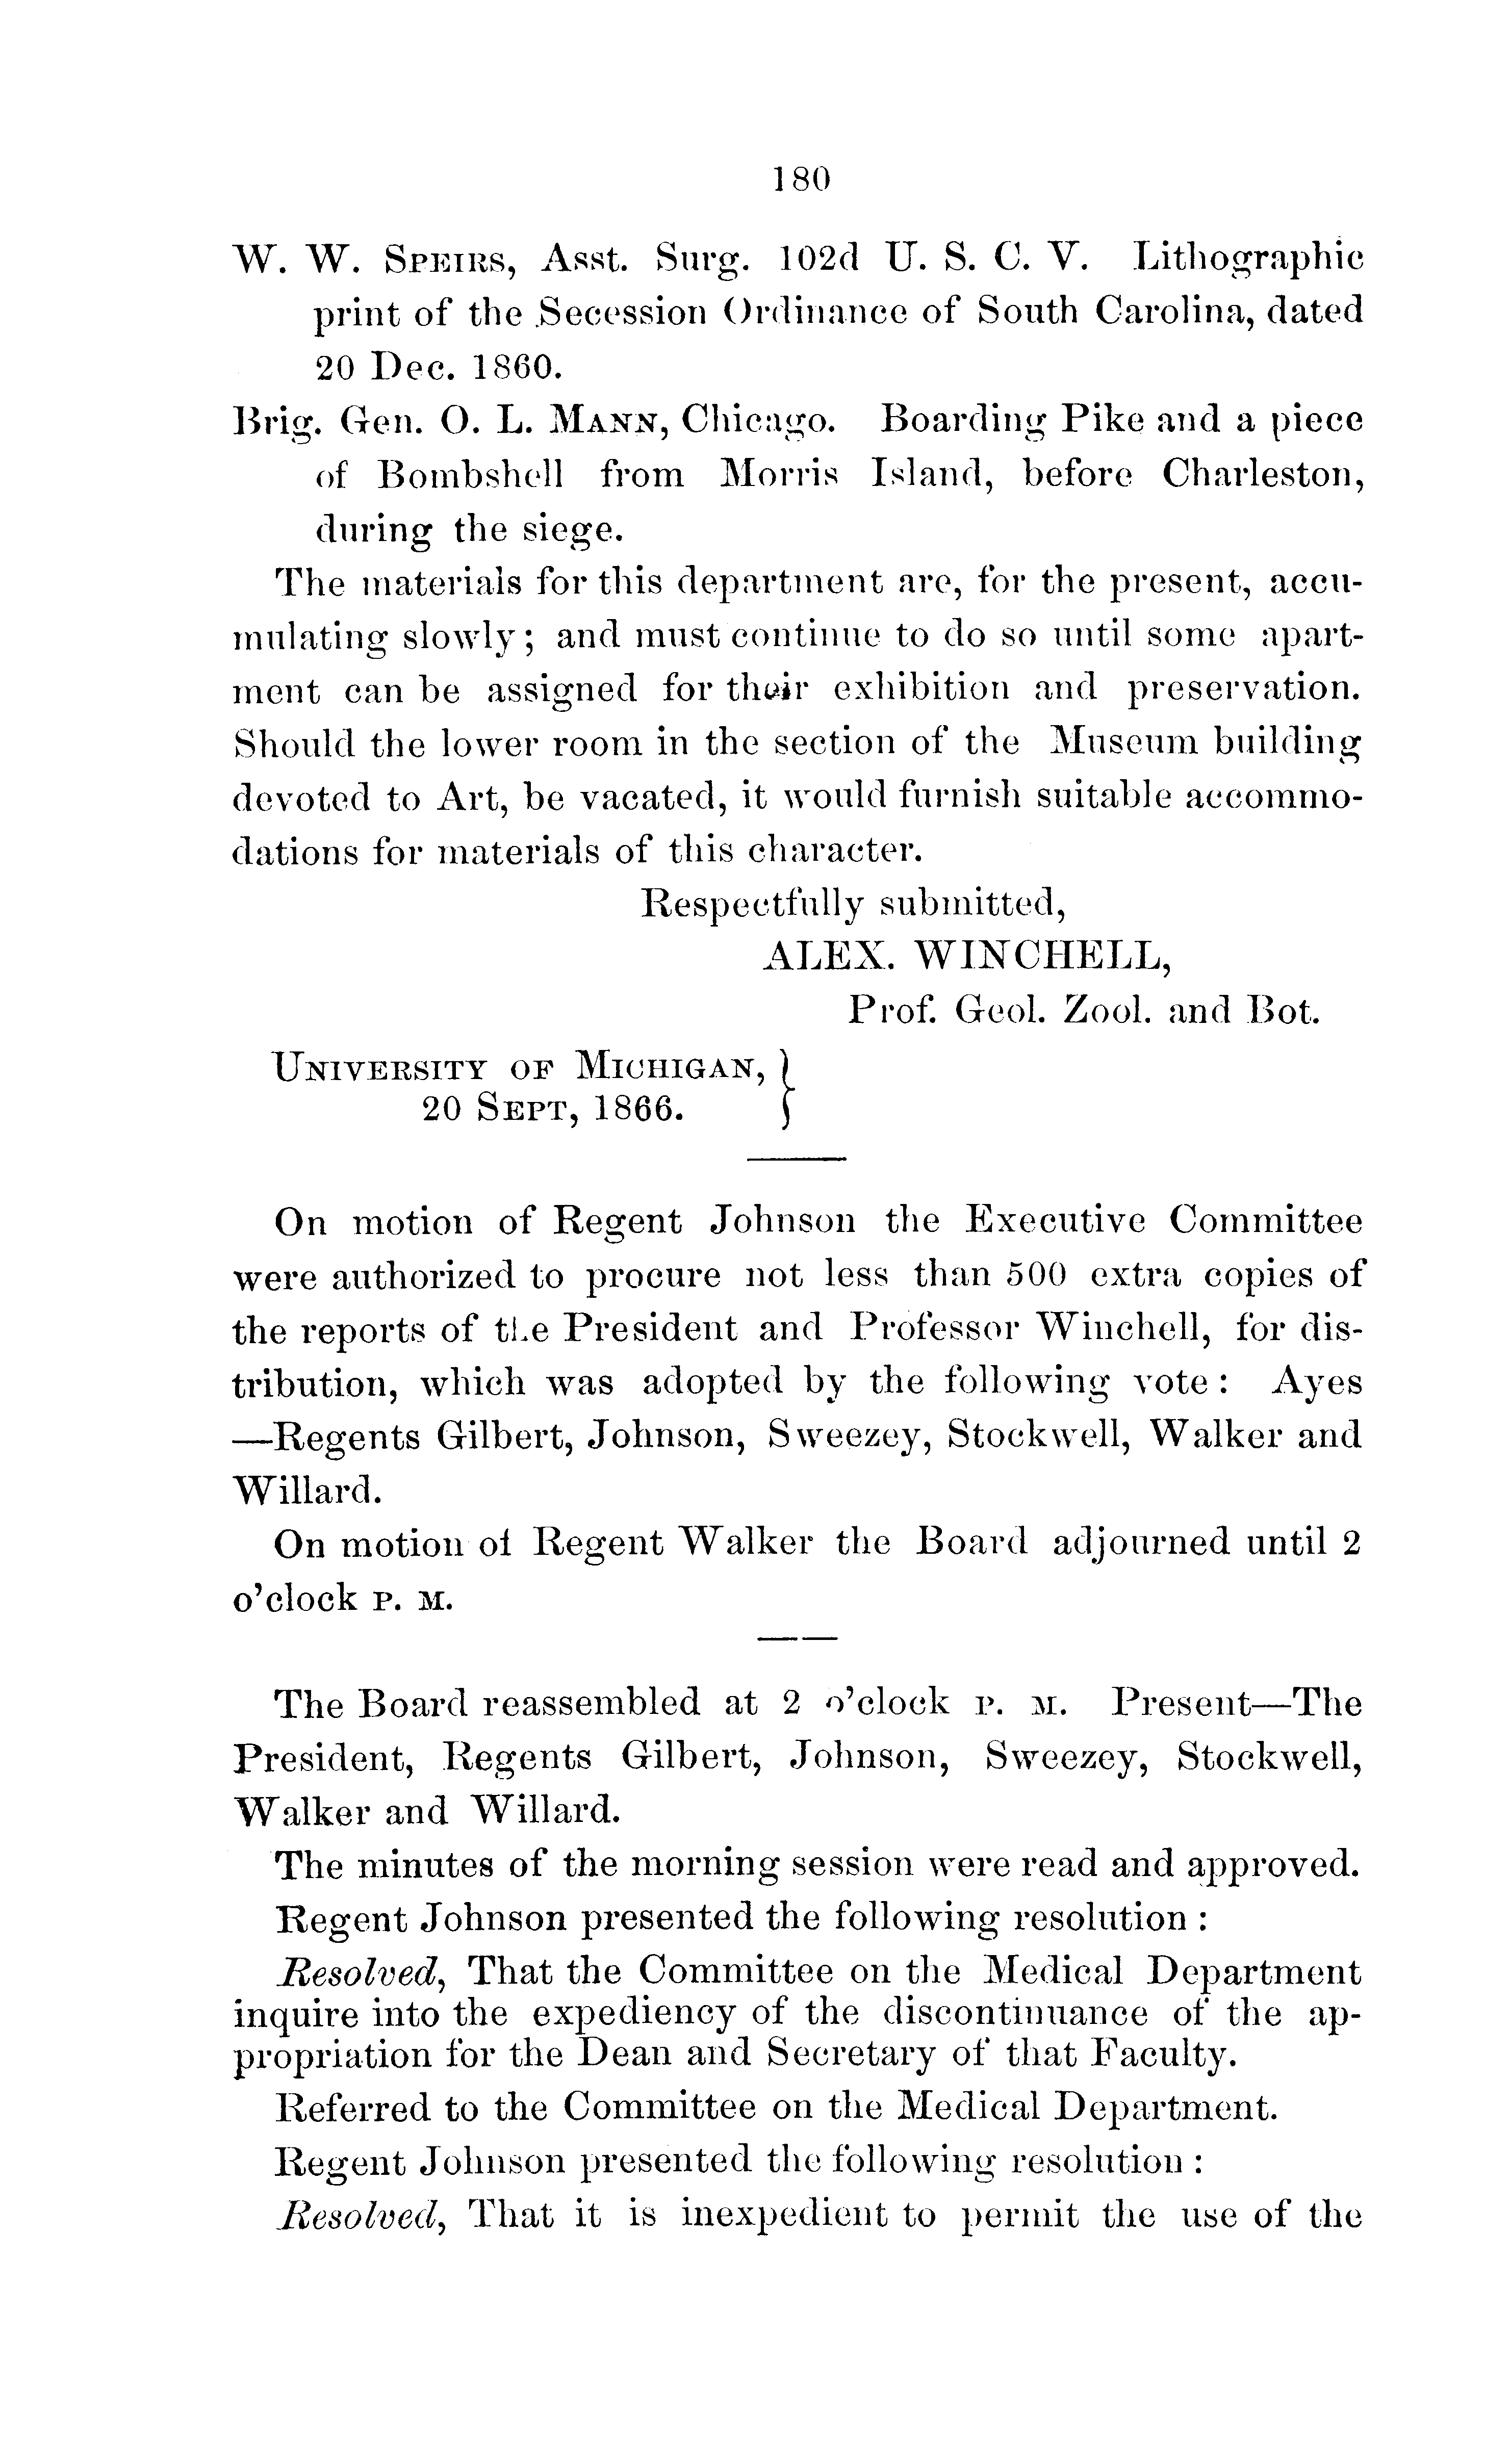 180
W. W. SPEIRS, Asst. Surg. 102d U. S. C. V. Lithographic
print of the Secession Ordinance of South Carolina, dated
20 Dec. 1860.
Brig. Gen. O. L. MANN, Chicago. Boarding Pike and a piece
of Bombshell from Morris Island, before Charleston,
during the siege.
The materials for this department are, for the present, accu-
mulating slowly; and must continue to do so until some apart-
ment can be assigned for their exhibition and preservation.
Should the lower room in the section of the Museum building
devoted to Art, be vacated, it would furnish suitable accommo-
dations for materials of this character.
Respectfully submitted,
ALEX. WINCHELL,
Prof. Geol. Zool. and Bot.
UNIVERSITY OF MICHIGAN, }
20 SEPT, 1866.
On motion of Regent Johnson the Executive Committee
were authorized to procure not less than 500 extra copies of
the reports of the President and Professor Winchell, for dis-
tribution, which was adopted by the following vote: Ayes
—Regents Gilbert, Johnson, Sweezey, Stockwell, Walker and
Willard.
On motion of Regent Walker the Board adjourned until 2
o'clock P. M.
The Board reassembled at 2 o'clock P. M. Present—The
President, Regents Gilbert, Johnson, Sweezey, Stockwell,
Walker and Willard.
The minutes of the morning session were read and approved.
Regent Johnson presented the following resolution :
Resolved, That the Committee on the Medical Department
inquire into the expediency of the discontinuance of the ap-
propriation for the Dean and Secretary of that Faculty.
Referred to the Committee on the Medical Department.
Regent Johnson presented the following resolution :
Resolved, That it is inexpedient to permit the use of the